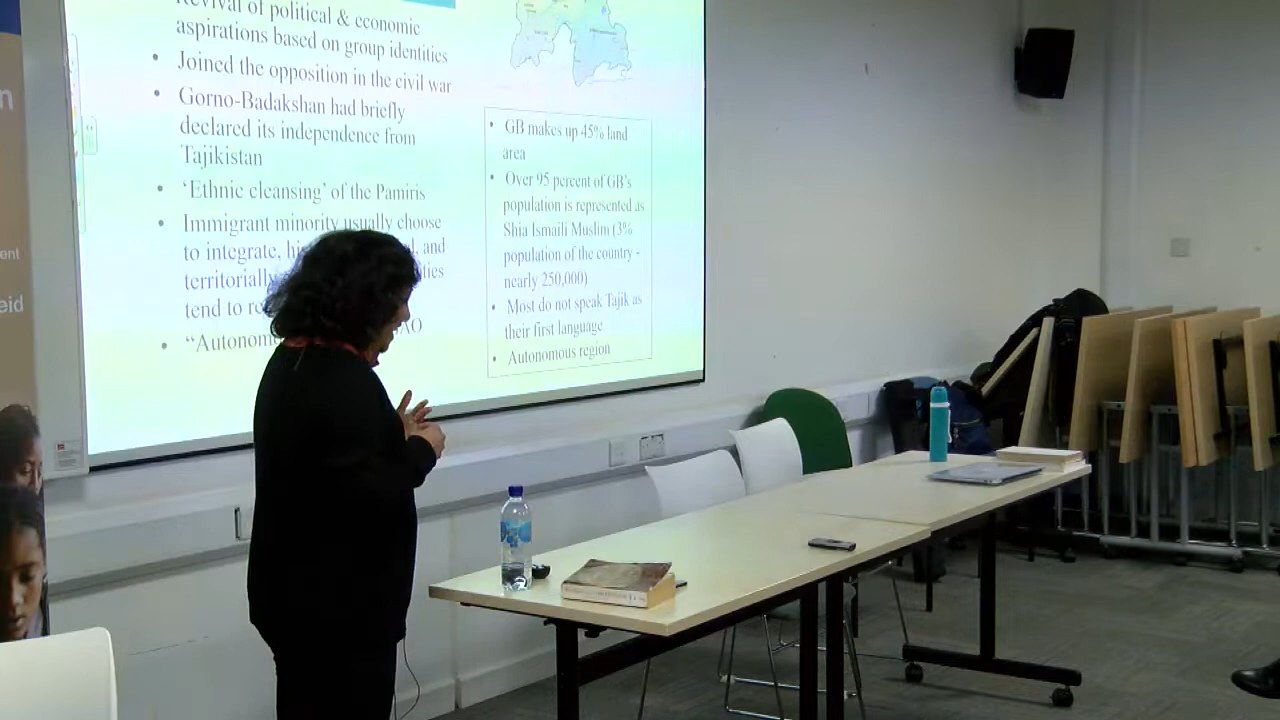 Revival of political & economic
aspirations based on group identities
• Joined the opposition in the civil war
• Gorno-Badakshan had briefly
declared its independence from
Tajikistan
• ‘Ethnic cleansing’ of the Pamiris
• Immigrant minority usually choose
to integrate, and
territorially
tend to
• “Autonom
• GB makes up 45% land
area
• Over 95 percent of GB's
population is represented as
Shia Ismaili Muslim (3%
population of the country -
nearly 250,000)
• Most do not speak Tajik as
their first language
• Autonomous region
n
ent
eid